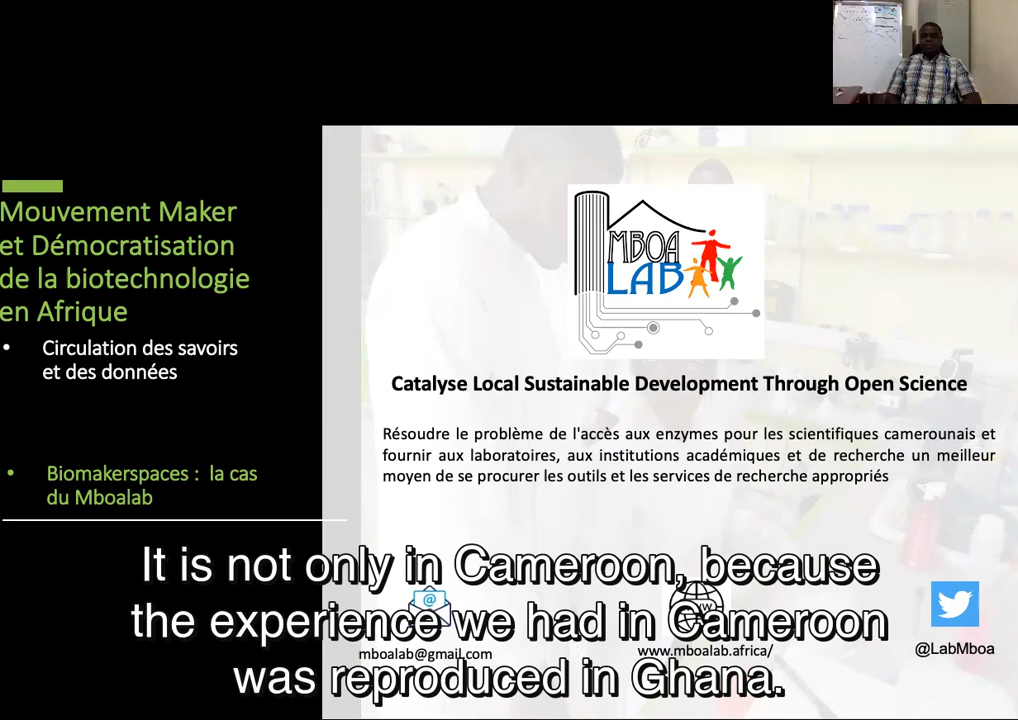 Mouvement Maker
et Démocratisation
de la biotechnologie
en Afrique
• Circulation des savoirs
et des données
• Biomakerspaces : la cas
du Mboalab
MBOA
LAB
Catalyse Local Sustainable Development Through Open Science
Résoudre le problème de l'accès aux enzymes pour les scientifiques camerounais et
fournir aux laboratoires, aux institutions académiques et de recherche un meilleur
moyen de se procurer les outils et les services de recherche appropriés
@
mboalab@gmail.com
www.mboalab.africa/
@LabMboa
It is not only in Cameroon, because
the experience we had in Cameroon
was reproduced in Ghana.